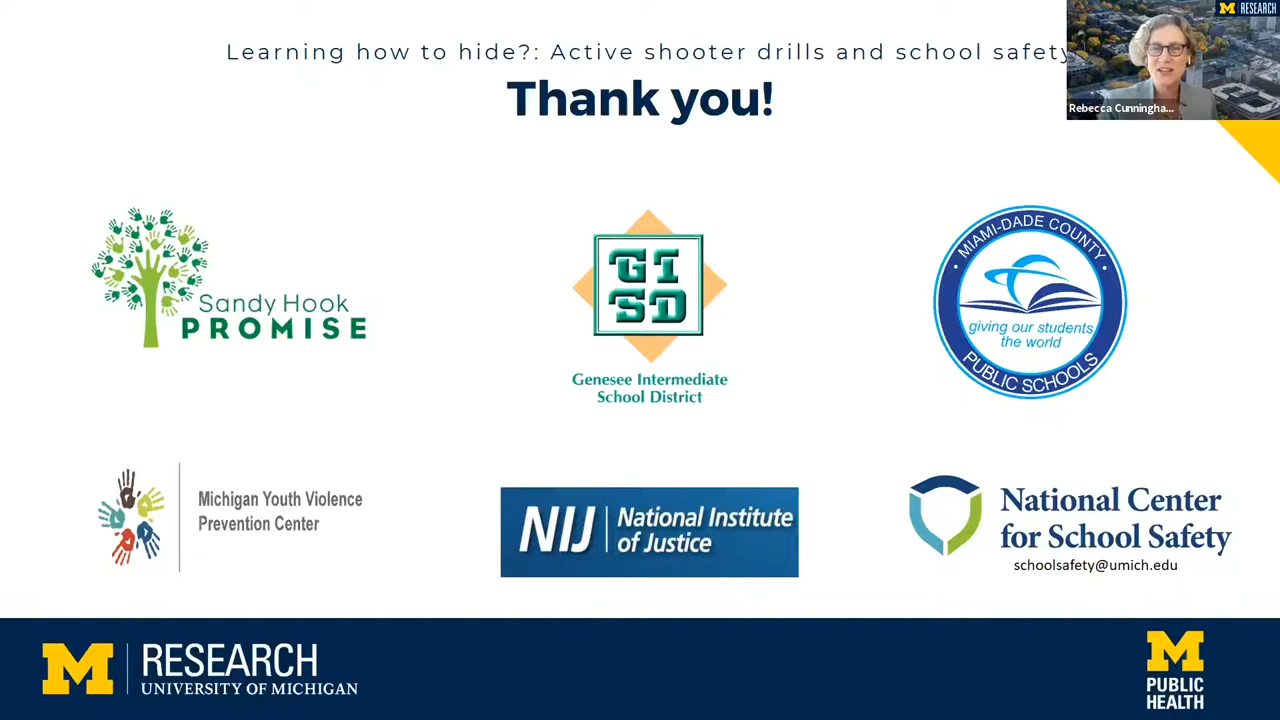 M | RESEARCH
Learning how to hide?: Active shooter drills and school safety
Thank you!
Rebecca Cunningha...
Sandy Hook
PROMISE
GI
SD
Genesee Intermediate
School District
MIAMI-DADE COUNTY
giving our students
the world
PUBLIC SCHOOLS
Michigan Youth Violence
Prevention Center
NIJ
National Institute
of Justice
National Center
for School Safety
schoolsafety@umich.edu
M
RESEARCH
UNIVERSITY OF MICHIGAN
M
PUBLIC
HEALTH